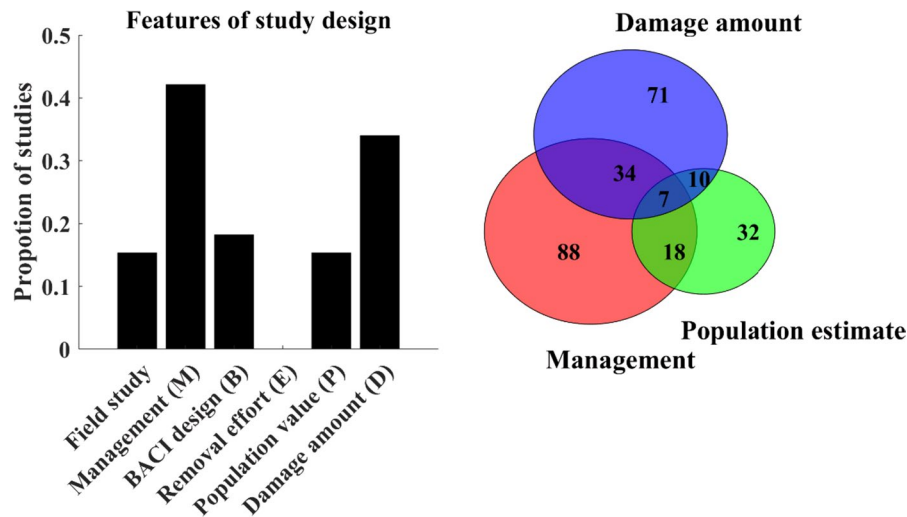 Features of study design
Propotion of studies
0.5
0.4
0.3
0.2
0.1
0
Field study
Management (M)
BACI design (B)
Removal effort (E)
Population value (P)
Damage amount (D)
Damage amount
71
34
10
7
88
18
32
Population estimate
Management